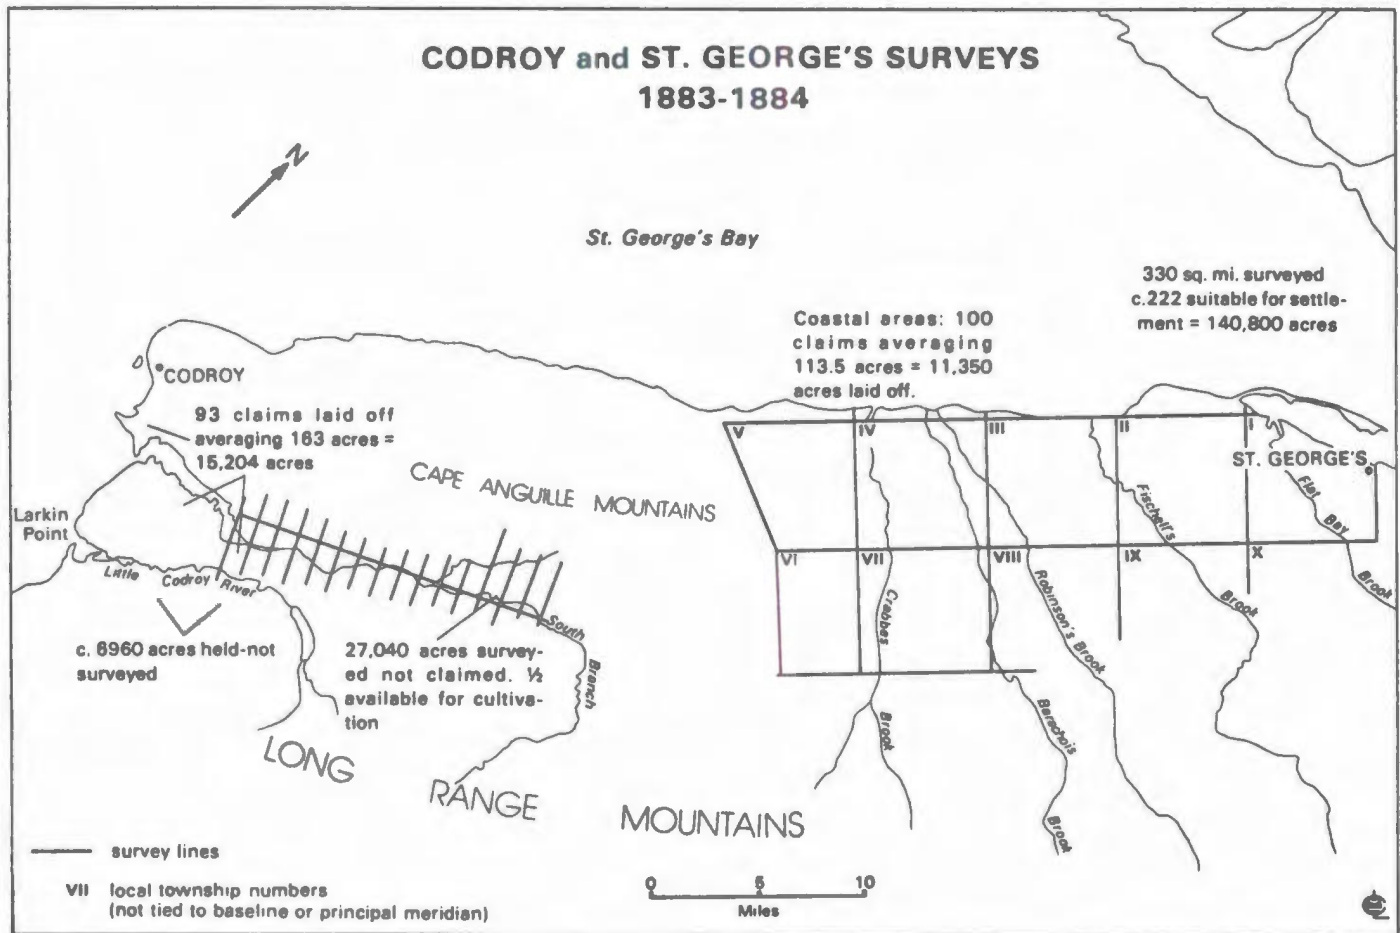 CODROY and ST. GEORGE'S SURVEYS
1883-1884
N
St. George's Bay
330 sq. mi. surveyed
c.222 suitable for settle-
ment = 140,800 acres
Coastal areas: 100
claims averaging
113.5 acres = 11,350
acres laid off.
CODROY
93 claims laid off
averaging 163 acres =
15,204 acres
CAPE ANGUILLE MOUNTAINS
V
IV
III
II
I
ST. GEORGE'S
Flat
Bay
Brook
Fischell's
Brook
Larkin
Point
Little Codroy River
VI
VII
VIII
IX
X
Crabbes
Brook
Robinson's Brook
Barachois
Brook
South
Branch
c. 6960 acres held-not
surveyed
27,040 acres survey-
ed not claimed. ½
available for cultiva-
tion
LONG
RANGE
MOUNTAINS
survey lines
VII local township numbers
(not tied to baseline or principal meridian)
0 5 10
Miles